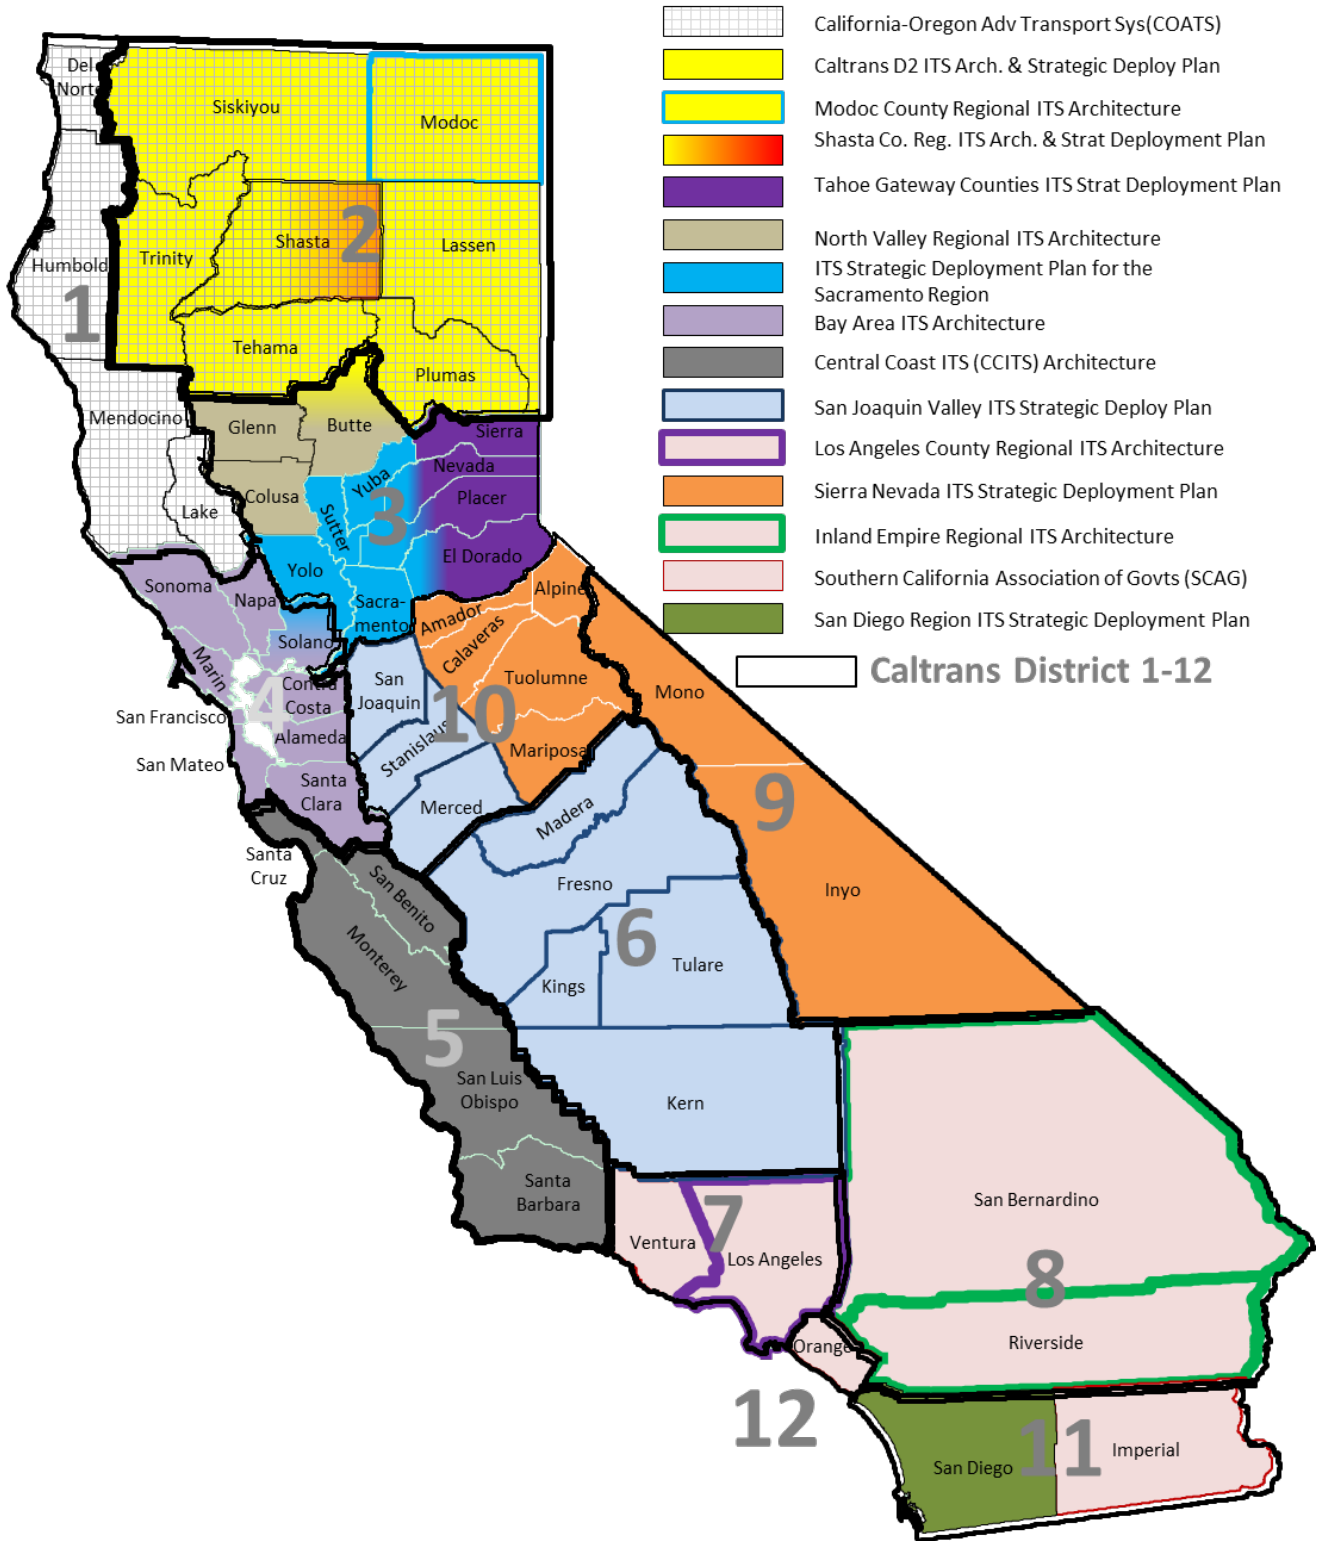 California-Oregon Adv Transport Sys(COATS)
Caltrans D2 ITS Arch. & Strategic Deploy Plan
Modoc County Regional ITS Architecture
Shasta Co. Reg. ITS Arch. & Strat Deployment Plan
Tahoe Gateway Counties ITS Strat Deployment Plan
North Valley Regional ITS Architecture
ITS Strategic Deployment Plan for the
Sacramento Region
Bay Area ITS Architecture
Central Coast ITS (CCITS) Architecture
San Joaquin Valley ITS Strategic Deploy Plan
Los Angeles County Regional ITS Architecture
Sierra Nevada ITS Strategic Deployment Plan
Inland Empire Regional ITS Architecture
Southern California Association of Govts (SCAG)
San Diego Region ITS Strategic Deployment Plan
Caltrans District 1-12
Del
Norte
Siskiyou
Modoc
Humbold
1
Trinity
Shasta
2
Lassen
Tehama
Plumas
Mendocino
Lake
Glenn
Butte
Colusa
Sierra
Nevada
Yuba
Placer
Sutter
3
El Dorado
Yolo
Sacra-
mento
Sonoma
Napa
Solano
Marin
4
Contra
Costa
San Francisco
Alameda
San Mateo
Santa
Clara
Amador
Alpine
Calaveras
Tuolumne
San
Joaquin
10
Stanislaus
Mariposa
Merced
Mono
9
Inyo
Santa
Cruz
San Benito
Monterey
5
San Luis
Obispo
Santa
Barbara
Madera
Fresno
6
Kings
Tulare
Kern
Ventura
7
Los Angeles
San Bernardino
8
Riverside
Orange
12
San Diego
11
Imperial